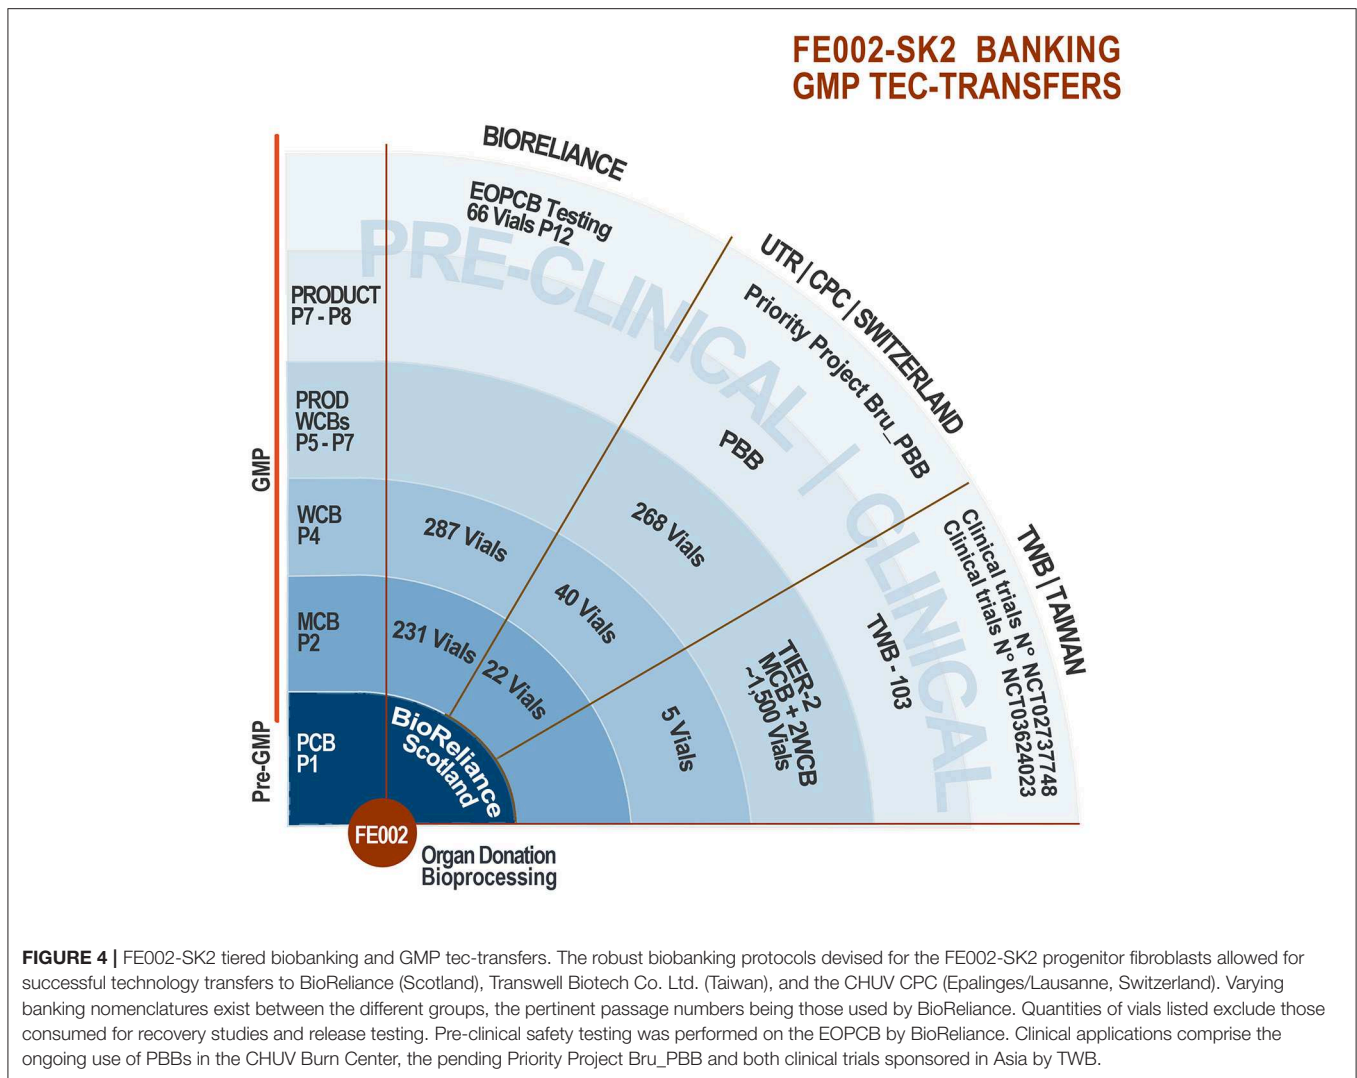 FE002-SK2 BANKING
GMP TEC-TRANSFERS
BIORELIANCE
EOPCB Testing
66 Vials P12
UTR | CPC | SWITZERLAND
Priority Project Bru_PBB
PRE-CLINICAL | CLINICAL
PRODUCT
P7 - P8
PBB
PROD
WCBs
P5 - P7
GMP
WCB
P4
287 Vials
268 Vials
40 Vials
TWB | TAIWAN
Clinical trials N° NCT02737748
Clinical trials N° NCT03624023
TWB - 103
TIER-2
MCB + 2WCB
~1,500 Vials
MCB
P2
231 Vials
22 Vials
5 Vials
Pre-GMP
PCB
P1
BioReliance
Scotland
FE002
Organ Donation
Bioprocessing
FIGURE 4 | FE002-SK2 tiered biobanking and GMP tec-transfers. The robust biobanking protocols devised for the FE002-SK2 progenitor fibroblasts allowed for
successful technology transfers to BioReliance (Scotland), Transwell Biotech Co. Ltd. (Taiwan), and the CHUV CPC (Epalinges/Lausanne, Switzerland). Varying
banking nomenclatures exist between the different groups, the pertinent passage numbers being those used by BioReliance. Quantities of vials listed exclude those
consumed for recovery studies and release testing. Pre-clinical safety testing was performed on the EOPCB by BioReliance. Clinical applications comprise the
ongoing use of PBBs in the CHUV Burn Center, the pending Priority Project Bru_PBB and both clinical trials sponsored in Asia by TWB.